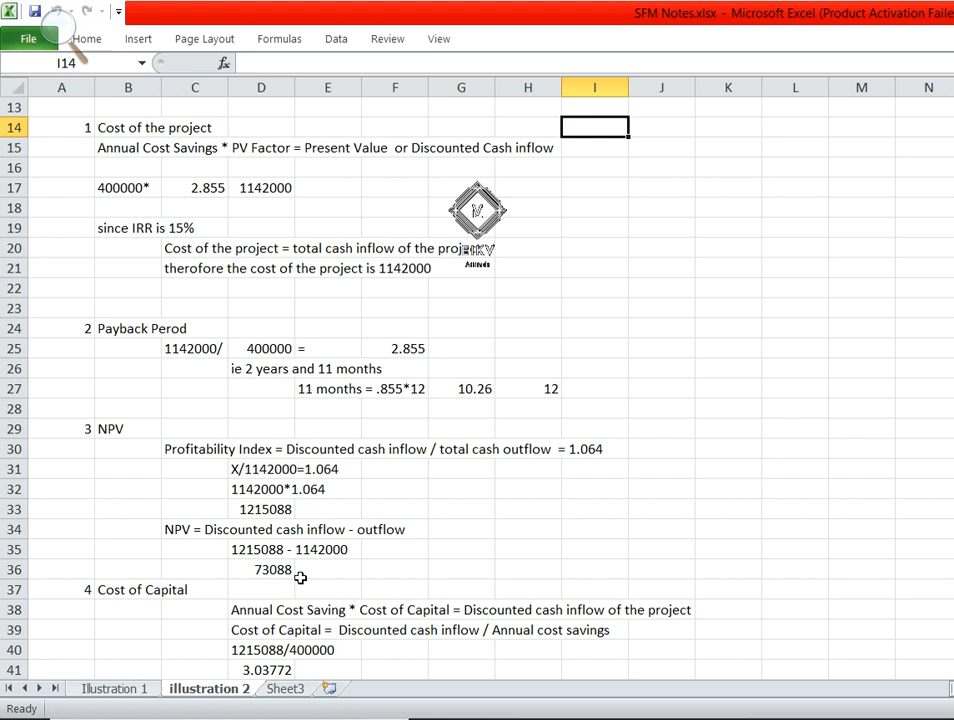 SFM Notes.xlsx - Microsoft Excel (Product Activation Faile
File Home Insert Page Layout Formulas Data Review View
I14 fx
A B C D E F G H I J K L M N
13
14 1 Cost of the project
15 Annual Cost Savings * PV Factor = Present Value or Discounted Cash inflow
16
17 400000* 2.855 1142000
18
19 since IRR is 15%
20 Cost of the project = total cash inflow of the proje
21 therofore the cost of the project is 1142000
22
23
24 2 Payback Perod
25 1142000/ 400000 = 2.855
26 ie 2 years and 11 months
27 11 months = .855*12 10.26 12
28
29 3 NPV
30 Profitability Index = Discounted cash inflow / total cash outflow = 1.064
31 X/1142000=1.064
32 1142000*1.064
33 1215088
34 NPV = Discounted cash inflow - outflow
35 1215088 - 1142000
36 73088
37 4 Cost of Capital
38 Annual Cost Saving * Cost of Capital = Discounted cash inflow of the project
39 Cost of Capital = Discounted cash inflow / Annual cost savings
40 1215088/400000
41 3.03772
Illustration 1 illustration 2 Sheet3
Ready